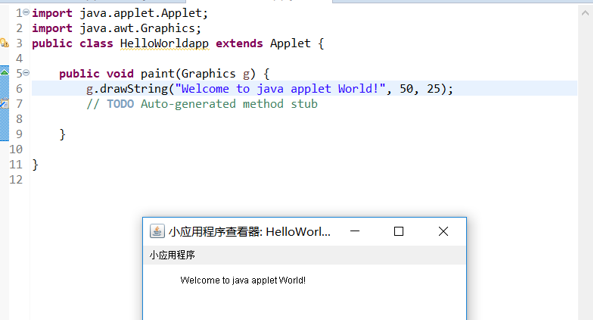 1 import java.applet.Applet;
2 import java.awt.Graphics;
3 public class HelloWorldapp extends Applet {
4
5 public void paint(Graphics g) {
6 g.drawString("Welcome to java applet World!", 50, 25);
7 // TODO Auto-generated method stub
8
9 }
10
11 }
12
小应用程序查看器: HelloWorl...
小应用程序
Welcome to java applet World!